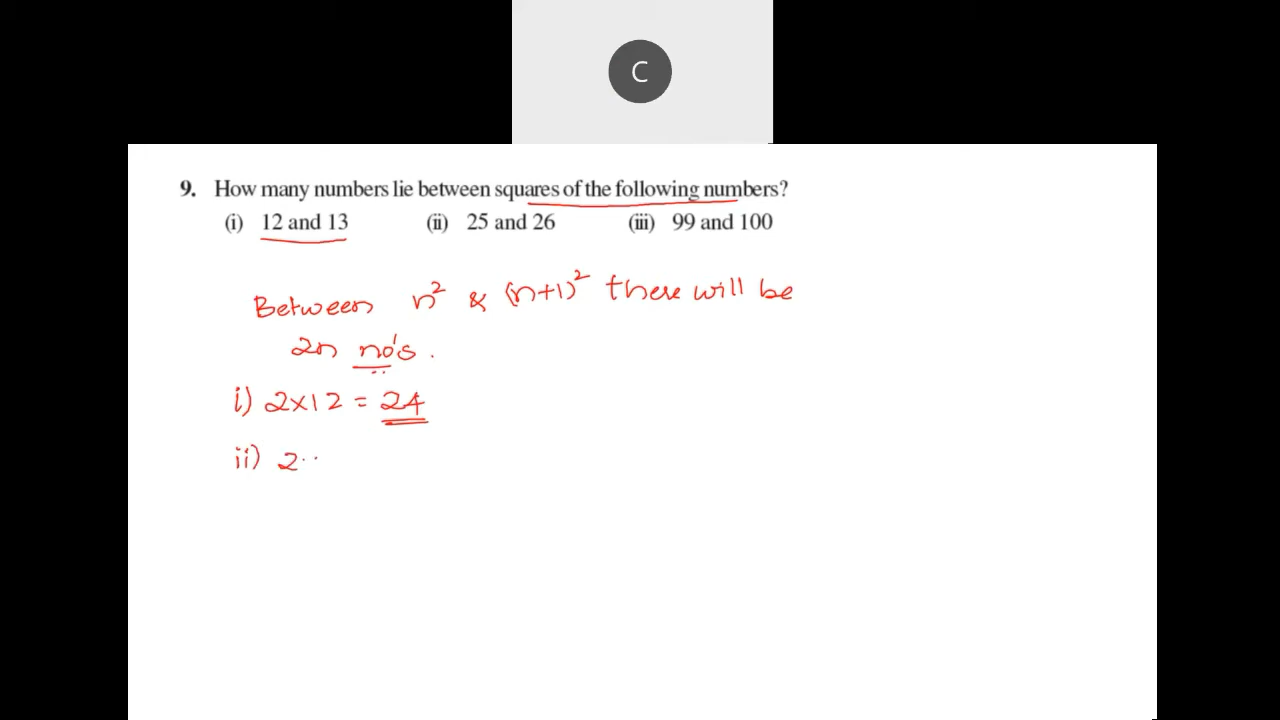 C
9. How many numbers lie between squares of the following numbers?
(i) 12 and 13 (ii) 25 and 26 (iii) 99 and 100
Between n² & (n+1)² there will be
2n no's.
i) 2×12 = 24
ii) 2